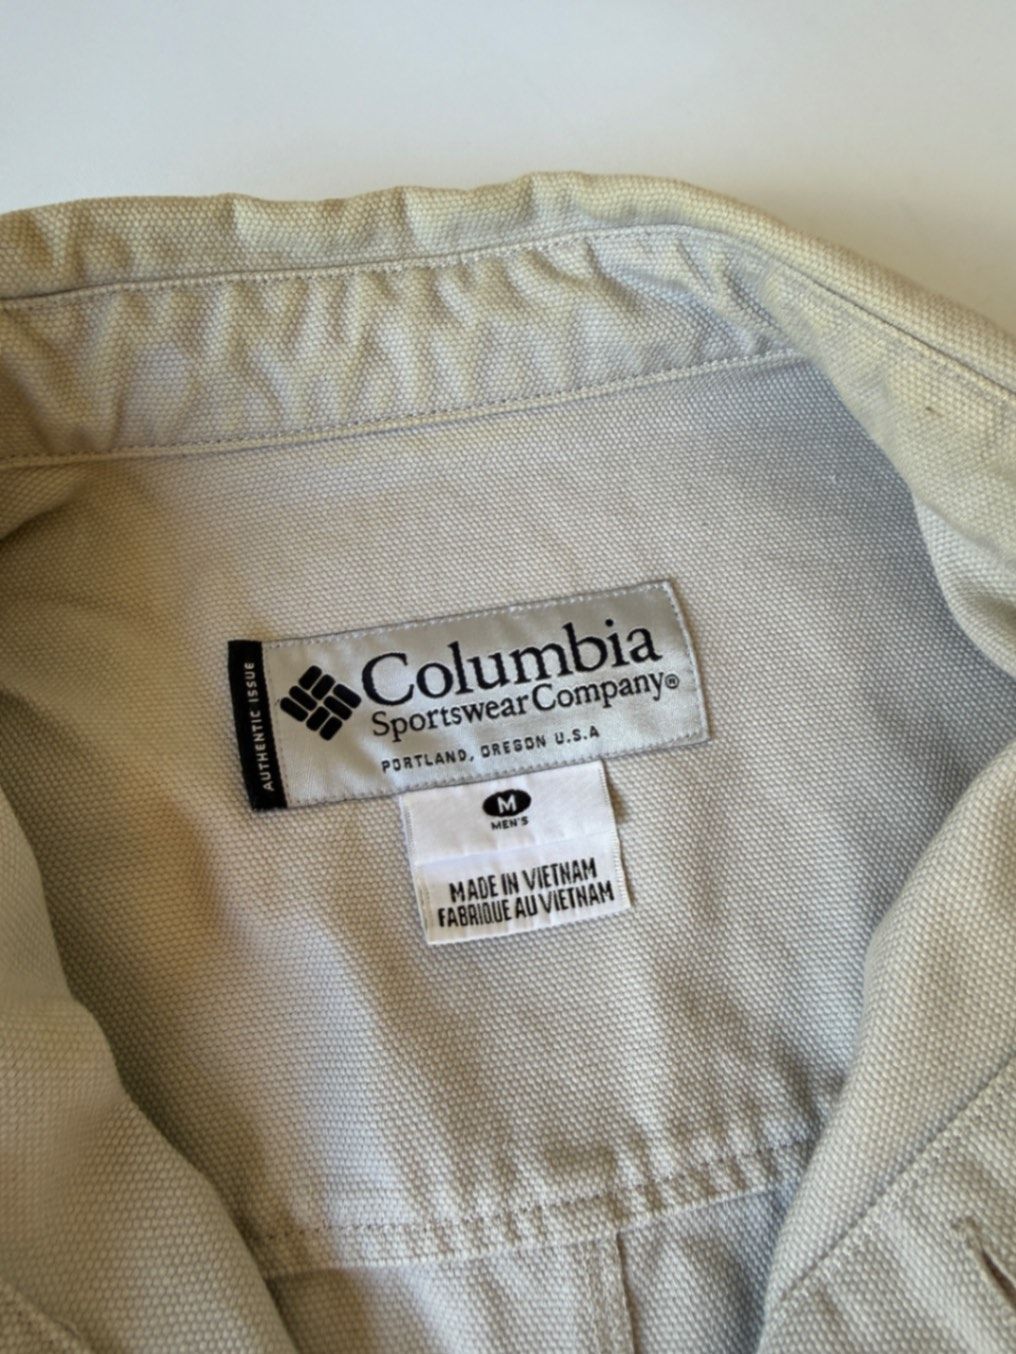 AUTHENTIC ISSUE
Columbia
Sportswear Company®
PORTLAND, OREGON U.S.A
M
MEN'S
MADE IN VIETNAM
FABRIQUE AU VIETNAM